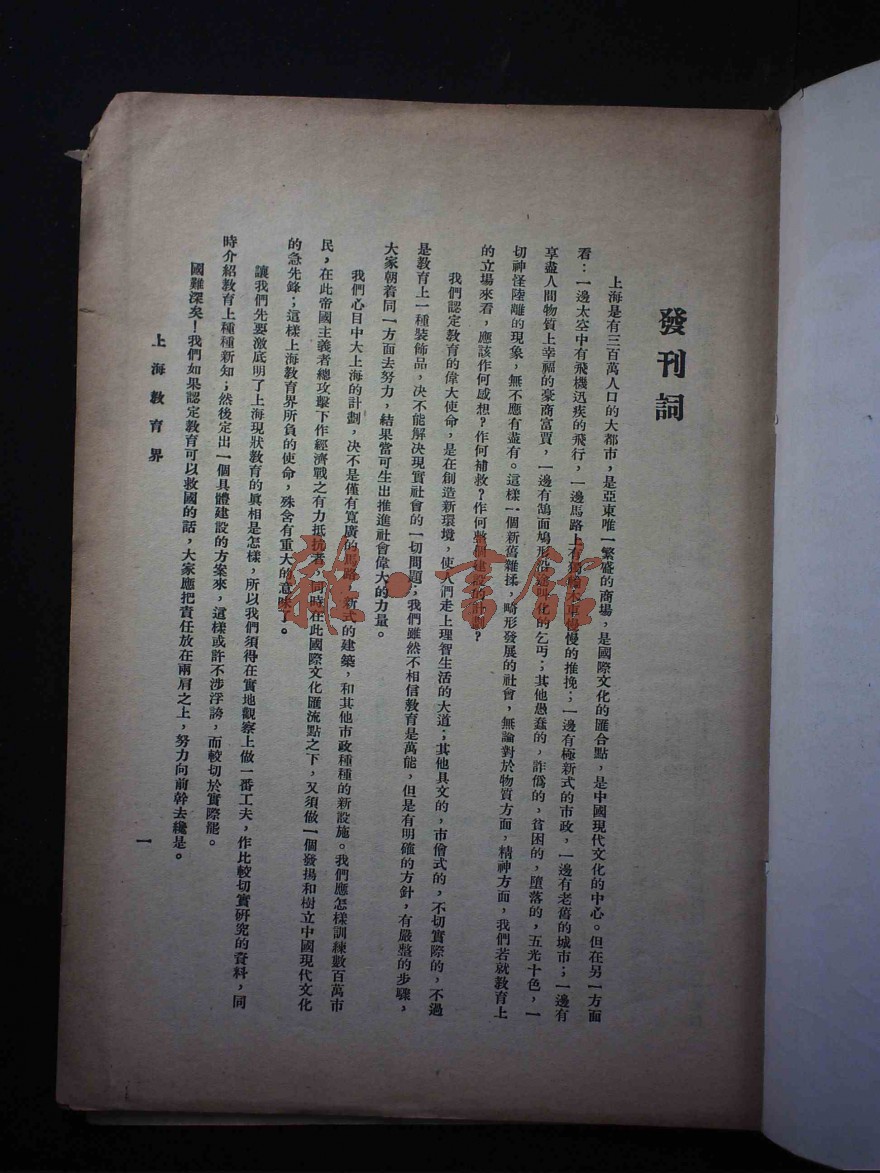 發刊詞
上海是有三百萬人口的大都市，是亞東唯一繁盛的商場，是國際文化的匯合點，是中國現代文化的中心。但在另一方面
看：一邊太空中有飛機迅疾的飛行，一邊馬路上有獨輪木車慢慢的推挽；一邊有極新式的市政，一邊有老舊的城市；一邊有
享盡人間物質上幸福的豪商富賈，一邊有鵠面鳩形沿途叫化的乞丐；其他愚蠢的，詐僞的，貧困的，墮落的，五光十色，一
切神怪陸離的現象，無不應有盡有。這樣一個新舊雜揉，畸形發展的社會，無論對於物質方面，精神方面，我們若就教育上
的立場來看，應該作何感想？作何補救？作何整個建設的計劃？
我們認定教育的偉大使命，是在創造新環境，使人們走上理智生活的大道；其他具文的，市儈式的，不切實際的，不過
是教育上一種裝飾品，決不能解決現實社會的一切問題；我們雖然不相信教育是萬能，但是有明確的方針，有嚴整的步驟，
大家朝着同一方面去努力，結果當可生出推進社會偉大的力量。
我們心目中大上海的計劃，決不是僅有寬廣的馬路，新式的建築，和其他市政種種的新設施。我們應怎樣訓練數百萬市
民，在此帝國主義者總攻擊下作經濟戰之有力抵抗者，同時在此國際文化匯流點之下，又須做一個發揚和樹立中國現代文化
的急先鋒；這樣上海教育界所負的使命，殊含有重大的意味了。
讓我們先要澈底明了上海現狀教育的眞相是怎樣，所以我們須得在實地觀察上做一番工夫，作比較切實研究的資料，同
時介紹教育上種種新知；然後定出一個具體建設的方案來，這樣或許不涉浮誇，而較切於實際罷。
國難深矣！我們如果認定教育可以救國的話，大家應把責任放在兩肩之上，努力向前幹去纔是。
上海教育界
一
雜·書館